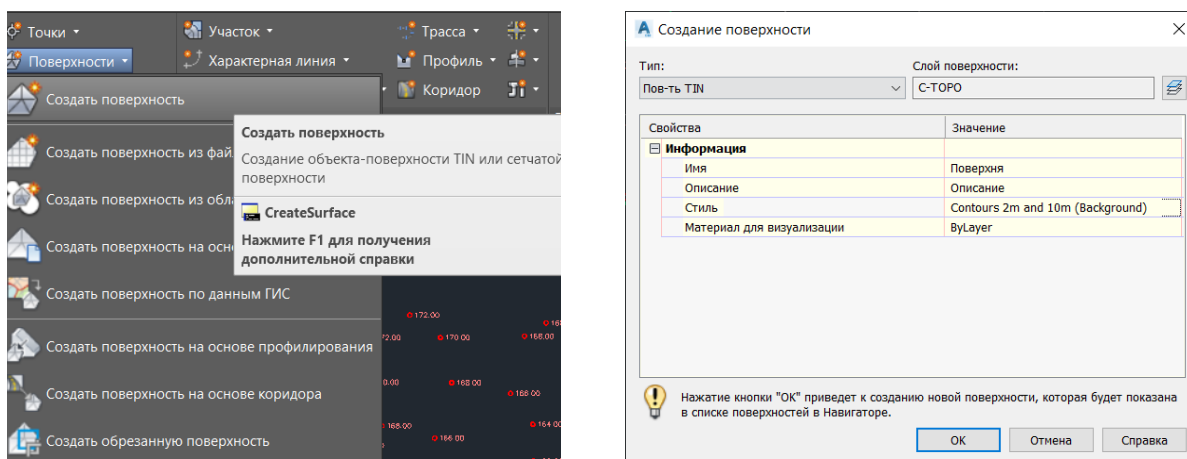 Точки
Участок
Трасса
Поверхности
Характерная линия
Профиль
Создать поверхность
Коридор
Создать поверхность
Создать поверхность из фай
Создание объекта-поверхности TIN или сетчатой
поверхности
Создать поверхность из обла
CreateSurface
Создать поверхность на осн
Нажмите F1 для получения
дополнительной справки
Создать поверхность по данным ГИС
172.00
170.00
168.00
Создать поверхность на основе профилирования
168.00
166.00
Создать поверхность на основе коридора
168.00
164.00
166.00
Создать обрезанную поверхность
Создание поверхности
Тип:
Слой поверхности:
Пов-ть TIN
C-TOPO
Свойства
Значение
Информация
Имя
Поверхня
Описание
Описание
Стиль
Contours 2m and 10m (Background)
Материал для визуализации
ByLayer
Нажатие кнопки "ОК" приведет к созданию новой поверхности, которая будет показана
в списке поверхностей в Навигаторе.
ОК
Отмена
Справка